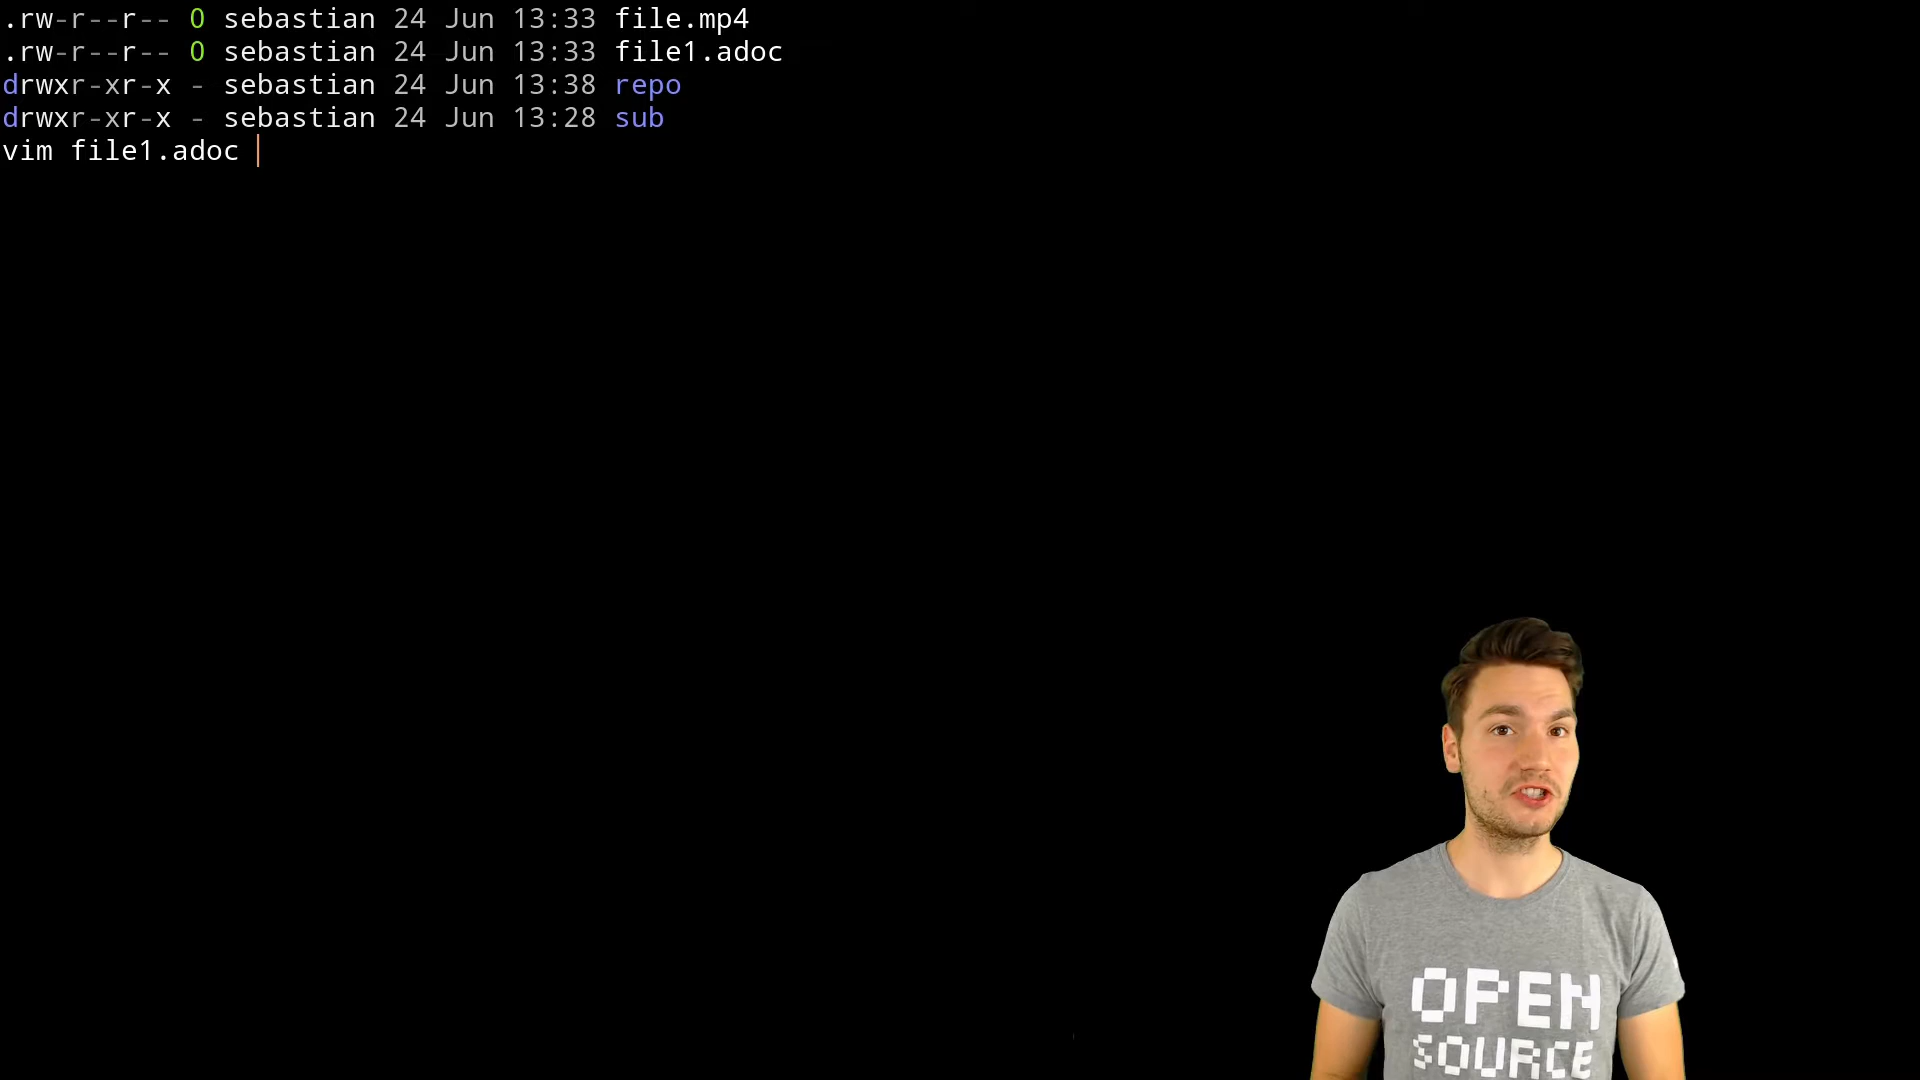 .rw-r--r-- 0 sebastian 24 Jun 13:33 file.mp4
.rw-r--r-- 0 sebastian 24 Jun 13:33 file1.adoc
drwxr-xr-x - sebastian 24 Jun 13:38 repo
drwxr-xr-x - sebastian 24 Jun 13:28 sub
vim file1.adoc
OPEN
SOURCE